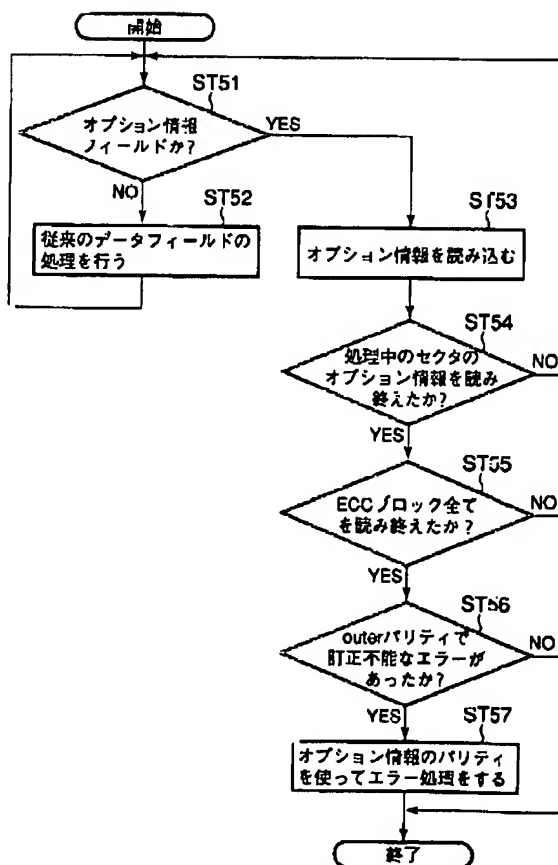 開始
ST51
オプション情報
フィールドか?
YES
NO
ST52
従来のデータフィールドの
処理を行う
ST53
オプション情報を読み込む
ST54
処理中のセクタの
オプション情報を読み
終えたか?
NO
YES
ST55
ECCブロック全て
を読み終えたか?
NO
YES
ST56
outerパリティで
訂正不能なエラーが
あったか?
NO
YES
ST57
オプション情報のパリティ
を使ってエラー処理をする
終了